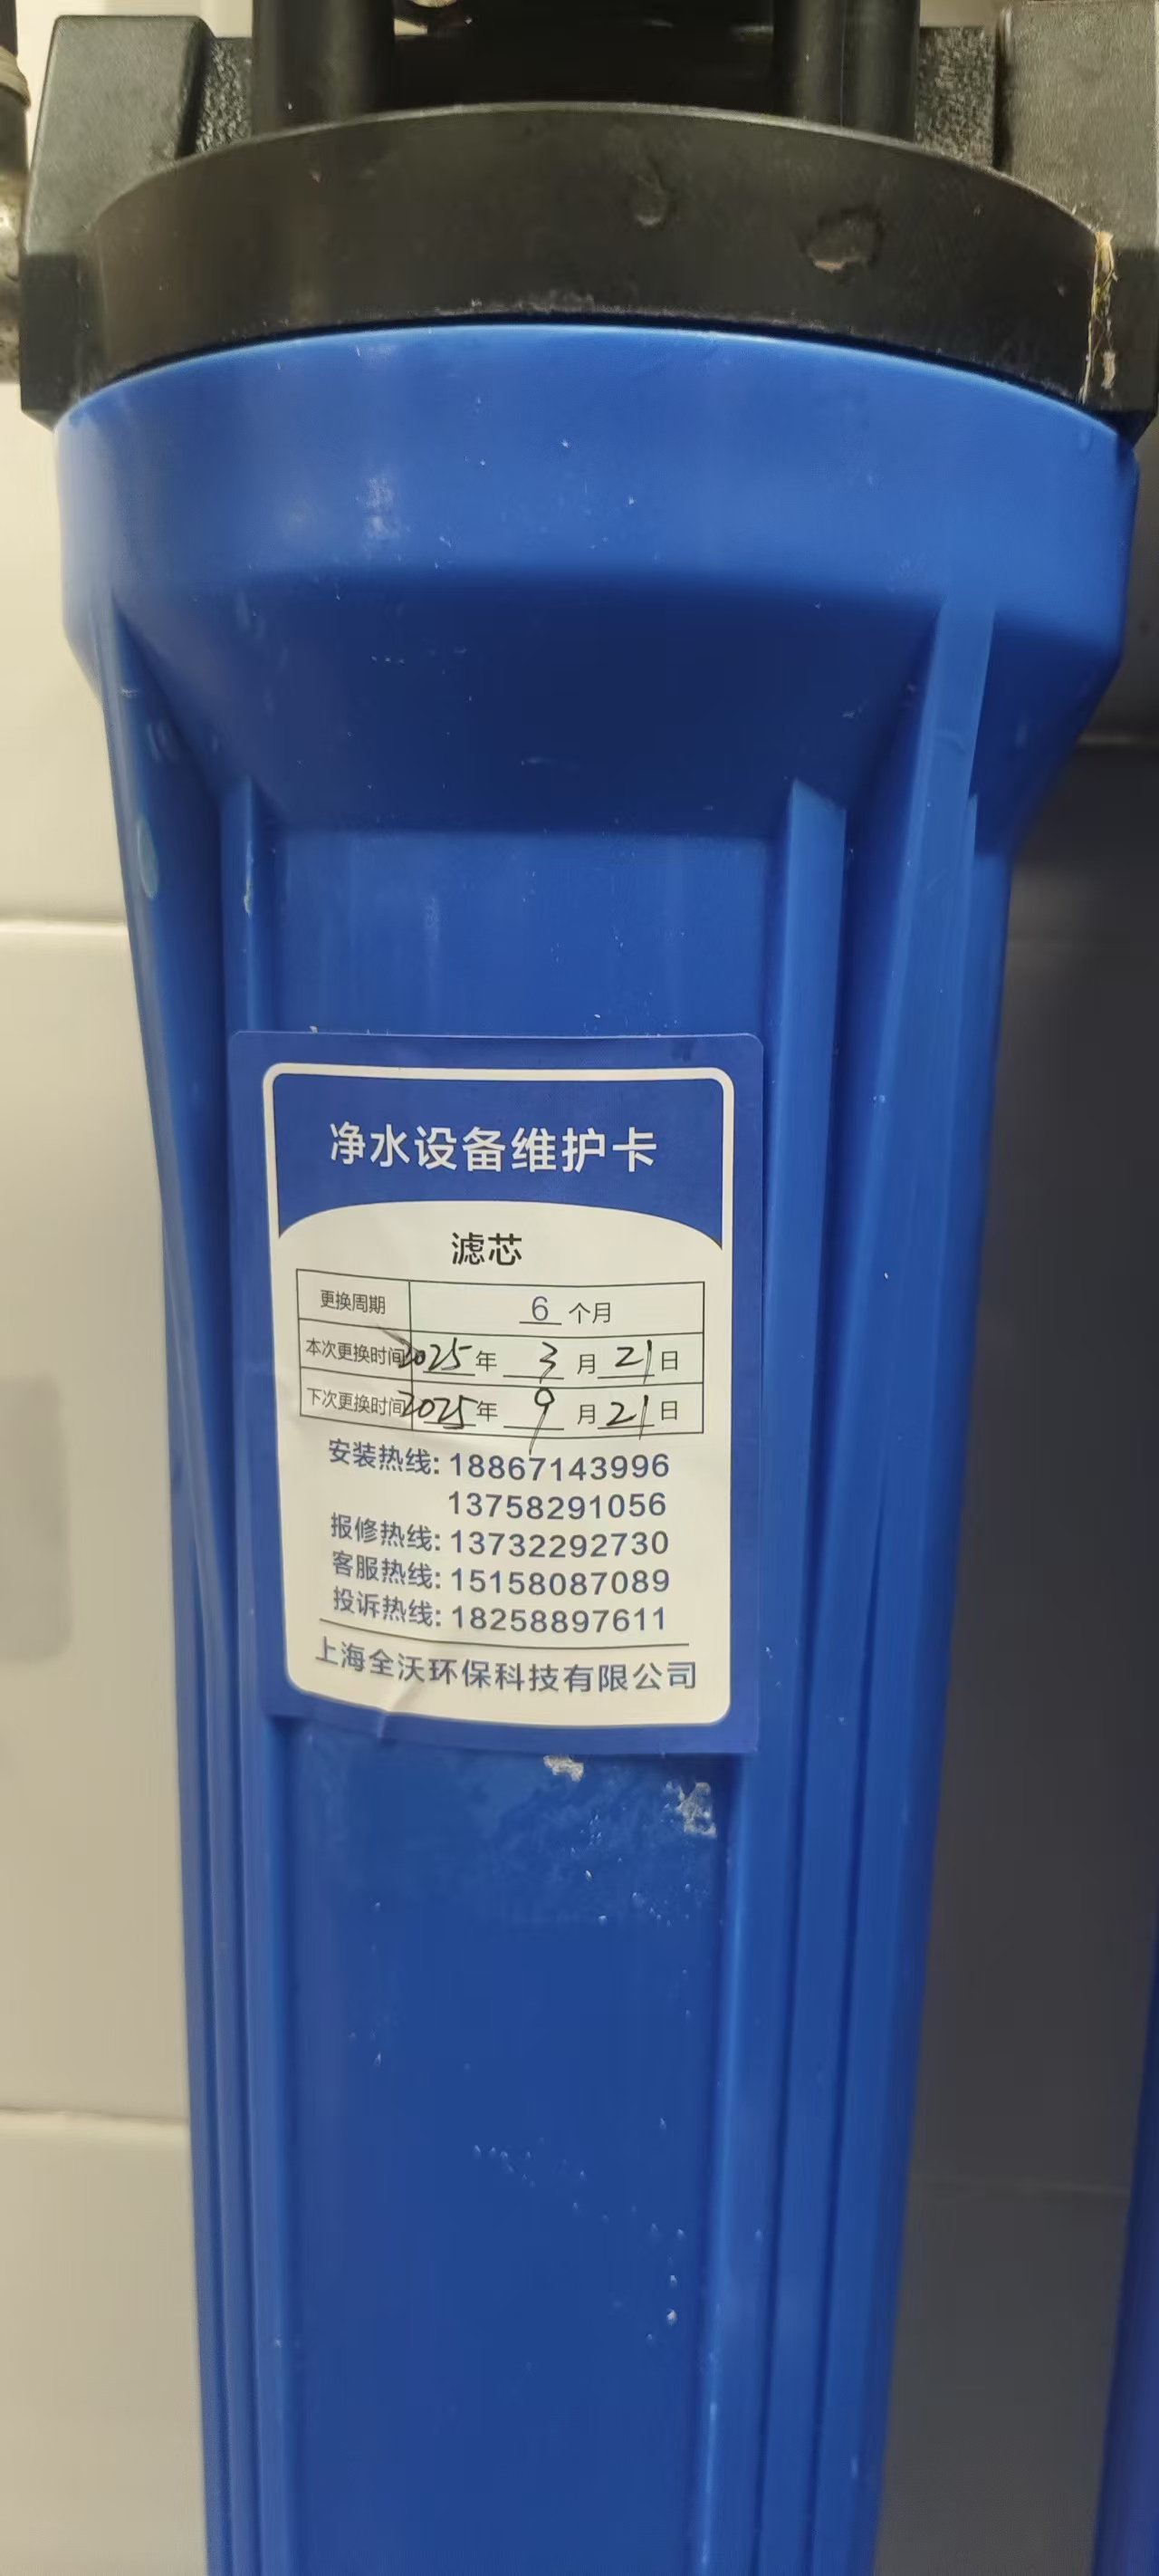 净水设备维护卡
滤芯
更换周期 6 个月
本次更换时间 2025 年 3 月 21 日
下次更换时间 2025 年 9 月 21 日
安装热线: 18867143996
13758291056
报修热线: 13732292730
客服热线: 15158087089
投诉热线: 18258897611
上海全沃环保科技有限公司